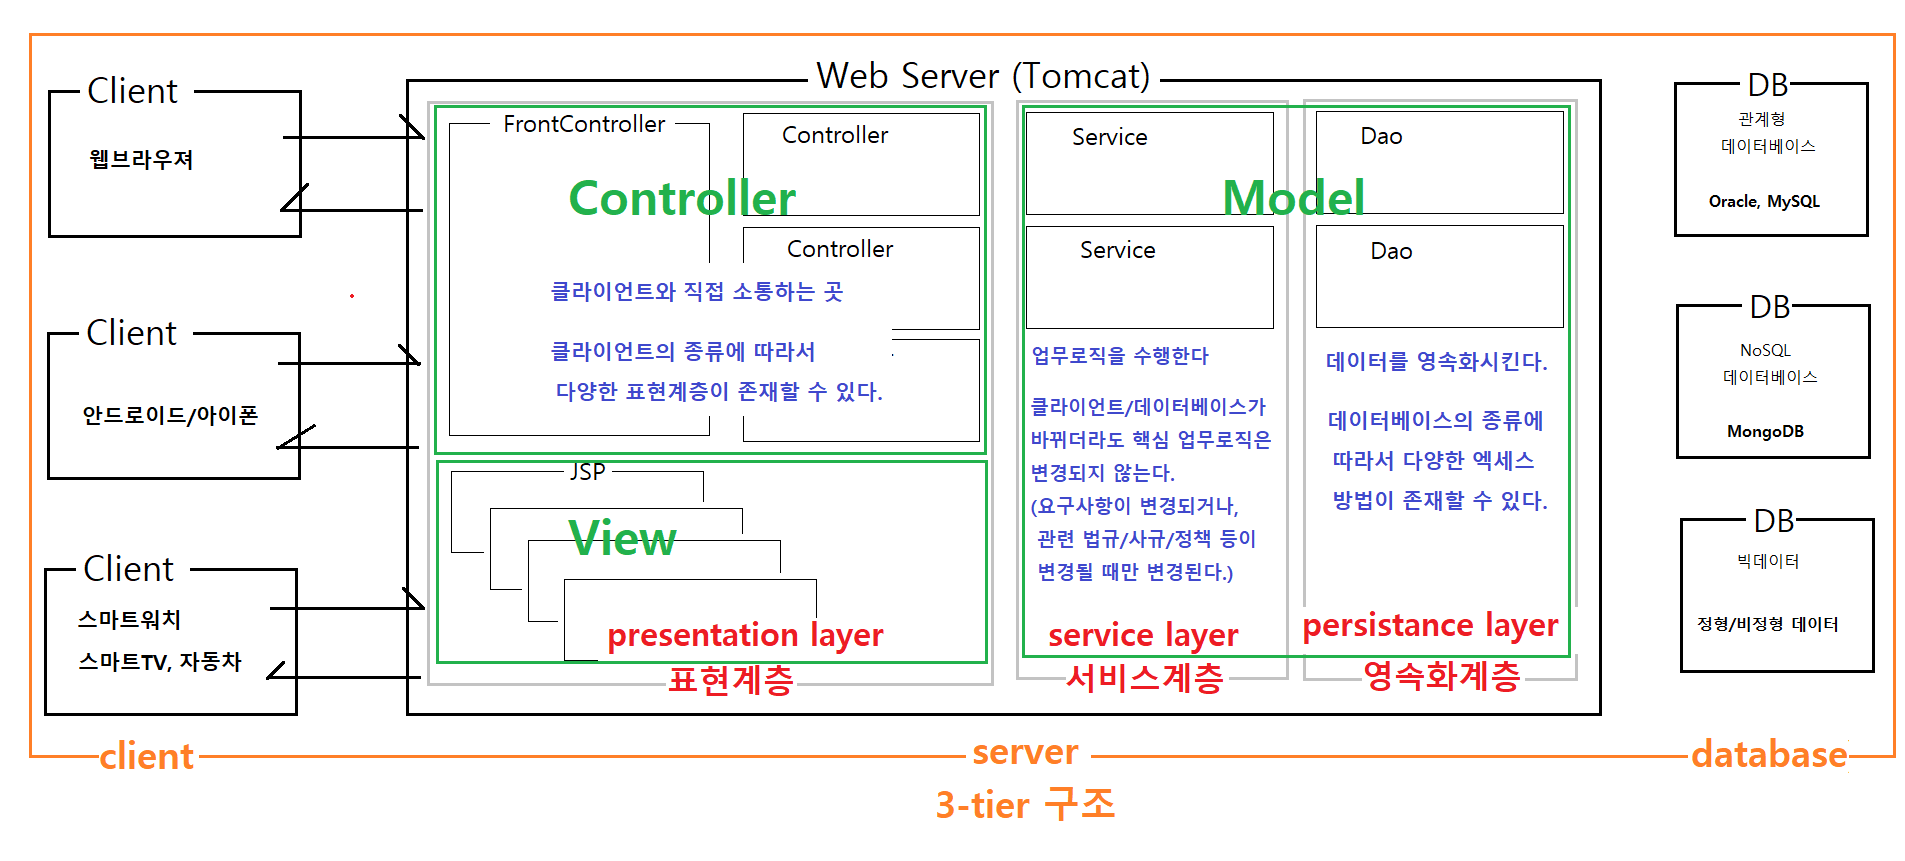 Web Server (Tomcat)
Client
웹브라우져
Client
안드로이드/아이폰
Client
스마트워치
스마트TV, 자동차
FrontController
Controller
Controller
Controller
클라이언트와 직접 소통하는 곳
클라이언트의 종류에 따라서
다양한 표현계층이 존재할 수 있다.
JSP
View
presentation layer
표현계층
Model
Service
Service
업무로직을 수행한다
클라이언트/데이터베이스가
바뀌더라도 핵심 업무로직은
변경되지 않는다.
(요구사항이 변경되거나,
관련 법규/사규/정책 등이
변경될 때만 변경된다.)
service layer
서비스계층
Dao
Dao
데이터를 영속화시킨다.
데이터베이스의 종류에
따라서 다양한 엑세스
방법이 존재할 수 있다.
persistance layer
영속화계층
DB
관계형
데이터베이스
Oracle, MySQL
DB
NoSQL
데이터베이스
MongoDB
DB
빅데이터
정형/비정형 데이터
client
server
database
3-tier 구조